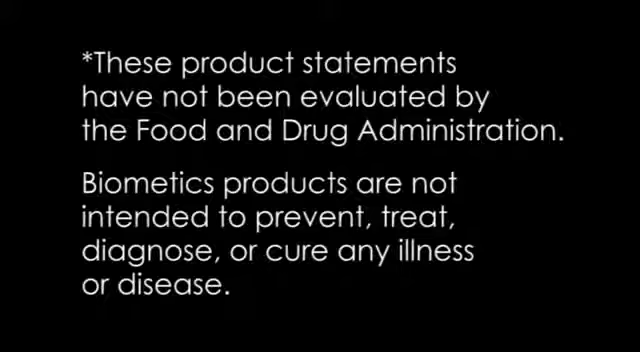 *These product statements
have not been evaluated by
the Food and Drug Administration.
Biometics products are not
intended to prevent, treat,
diagnose, or cure any illness
or disease.